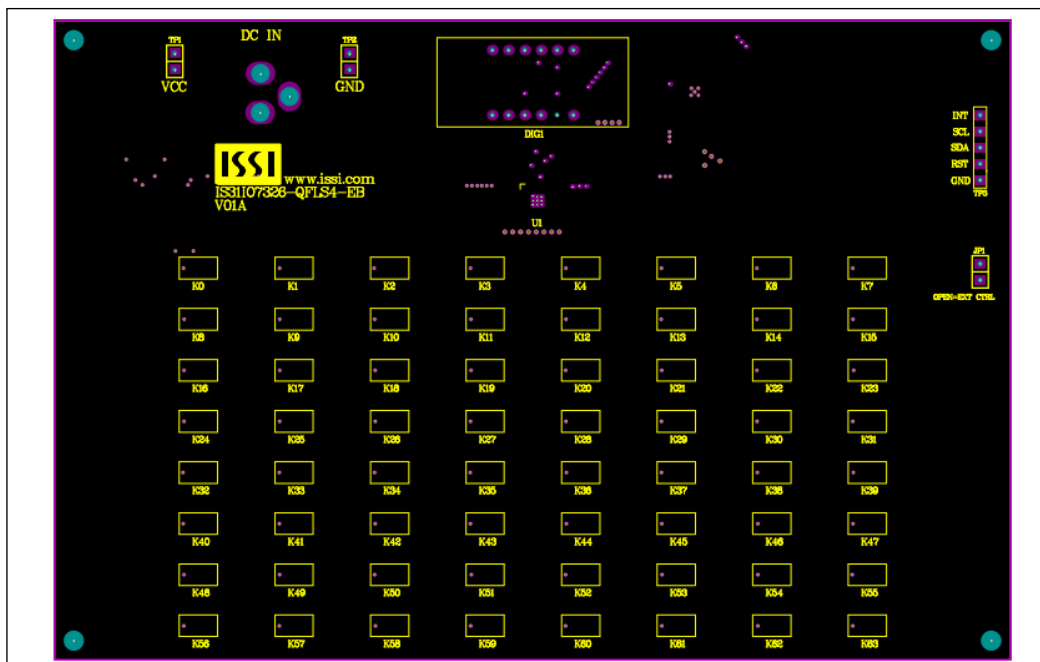 TP1
DC IN
TP2
VCC
GND
DIG1
INT
SCL
SDA
RST
GND
TP3
ISSI
www.issi.com
IS31IO7326-QFLS4-EB
V01A
U1
JP1
OPEN=EXT CTRL
K0 K1 K2 K3 K4 K5 K6 K7
K8 K9 K10 K11 K12 K13 K14 K15
K16 K17 K18 K19 K20 K21 K22 K23
K24 K25 K26 K27 K28 K29 K30 K31
K32 K33 K34 K35 K36 K37 K38 K39
K40 K41 K42 K43 K44 K45 K46 K47
K48 K49 K50 K51 K52 K53 K54 K55
K56 K57 K58 K59 K60 K61 K62 K63